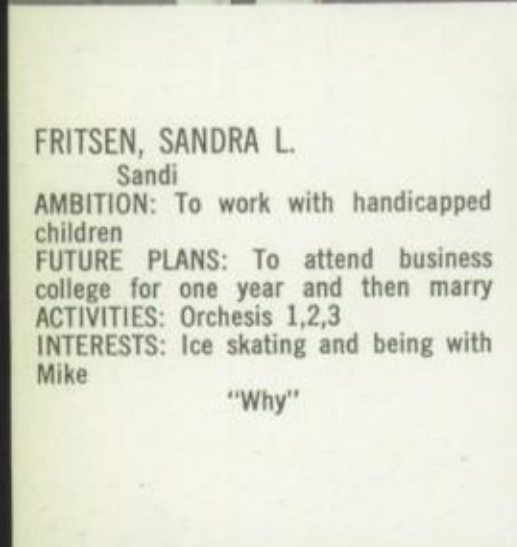 FRITSEN, SANDRA L.
Sandi
AMBITION: To work with handicapped
children
FUTURE PLANS: To attend business
college for one year and then marry
ACTIVITIES: Orchesis 1,2,3
INTERESTS: Ice skating and being with
Mike
"Why"